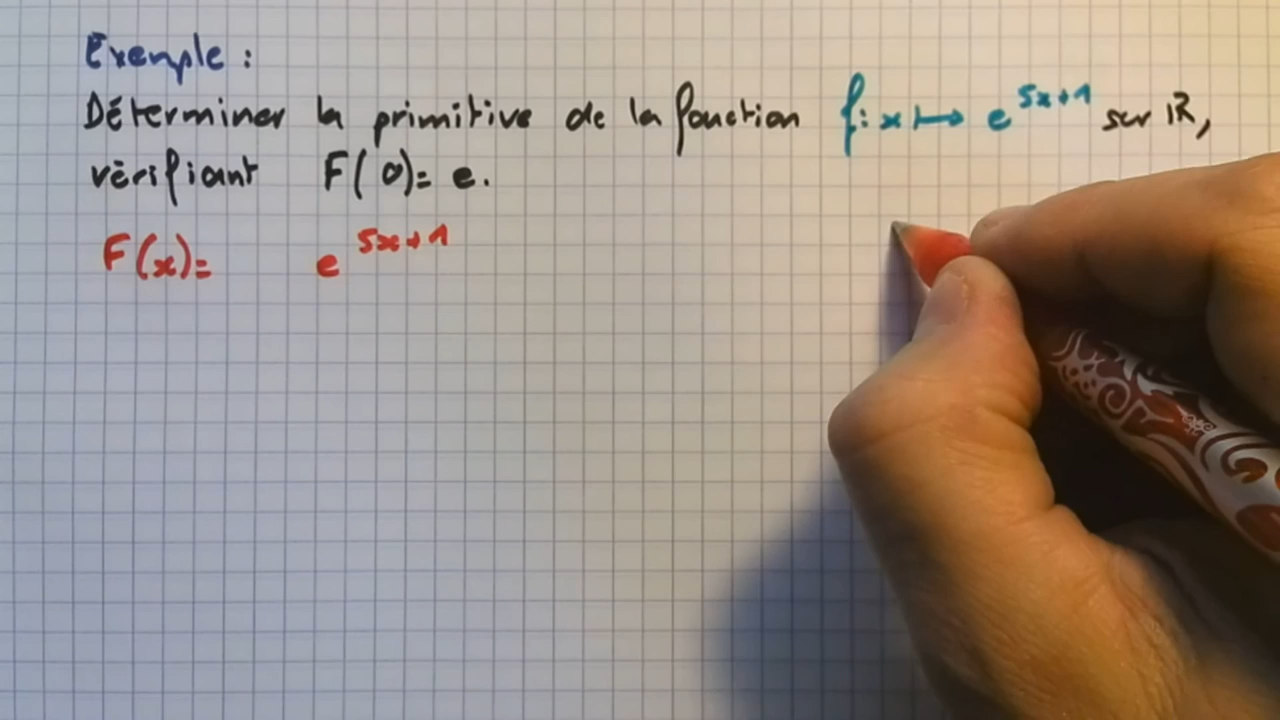 Exemple :
Déterminer la primitive de la fonction f: x ⟼ e^{5x+1} sur ℝ,
vérifiant F(0)= e.
F(x)= e^{5x+1}